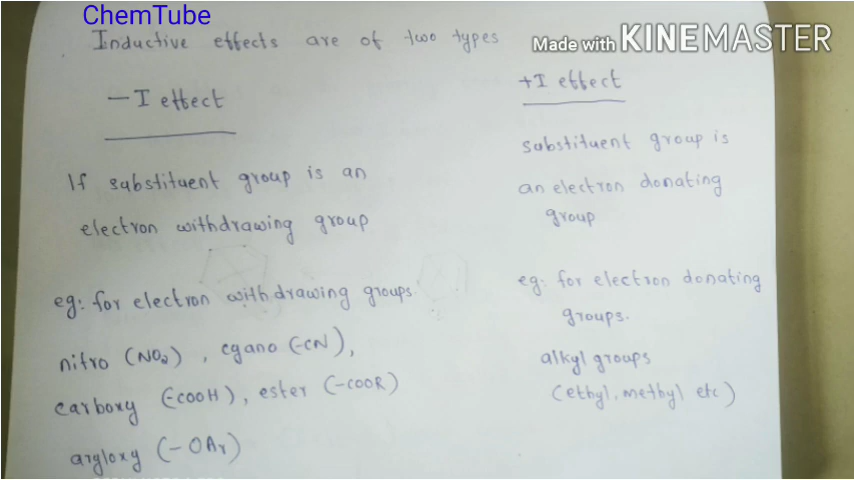 ChemTube
Inductive effects are of two types
Made with KINEMASTER
-I effect
If substituent group is an
electron withdrawing group
eg: for electron withdrawing groups.
nitro (NO2), cyano (-CN),
carboxy (-COOH), ester (-COOR)
aryloxy (-OAr)
+I effect
substituent group is
an electron donating
group
eg: for electron donating
groups.
alkyl groups
(ethyl, methyl etc)